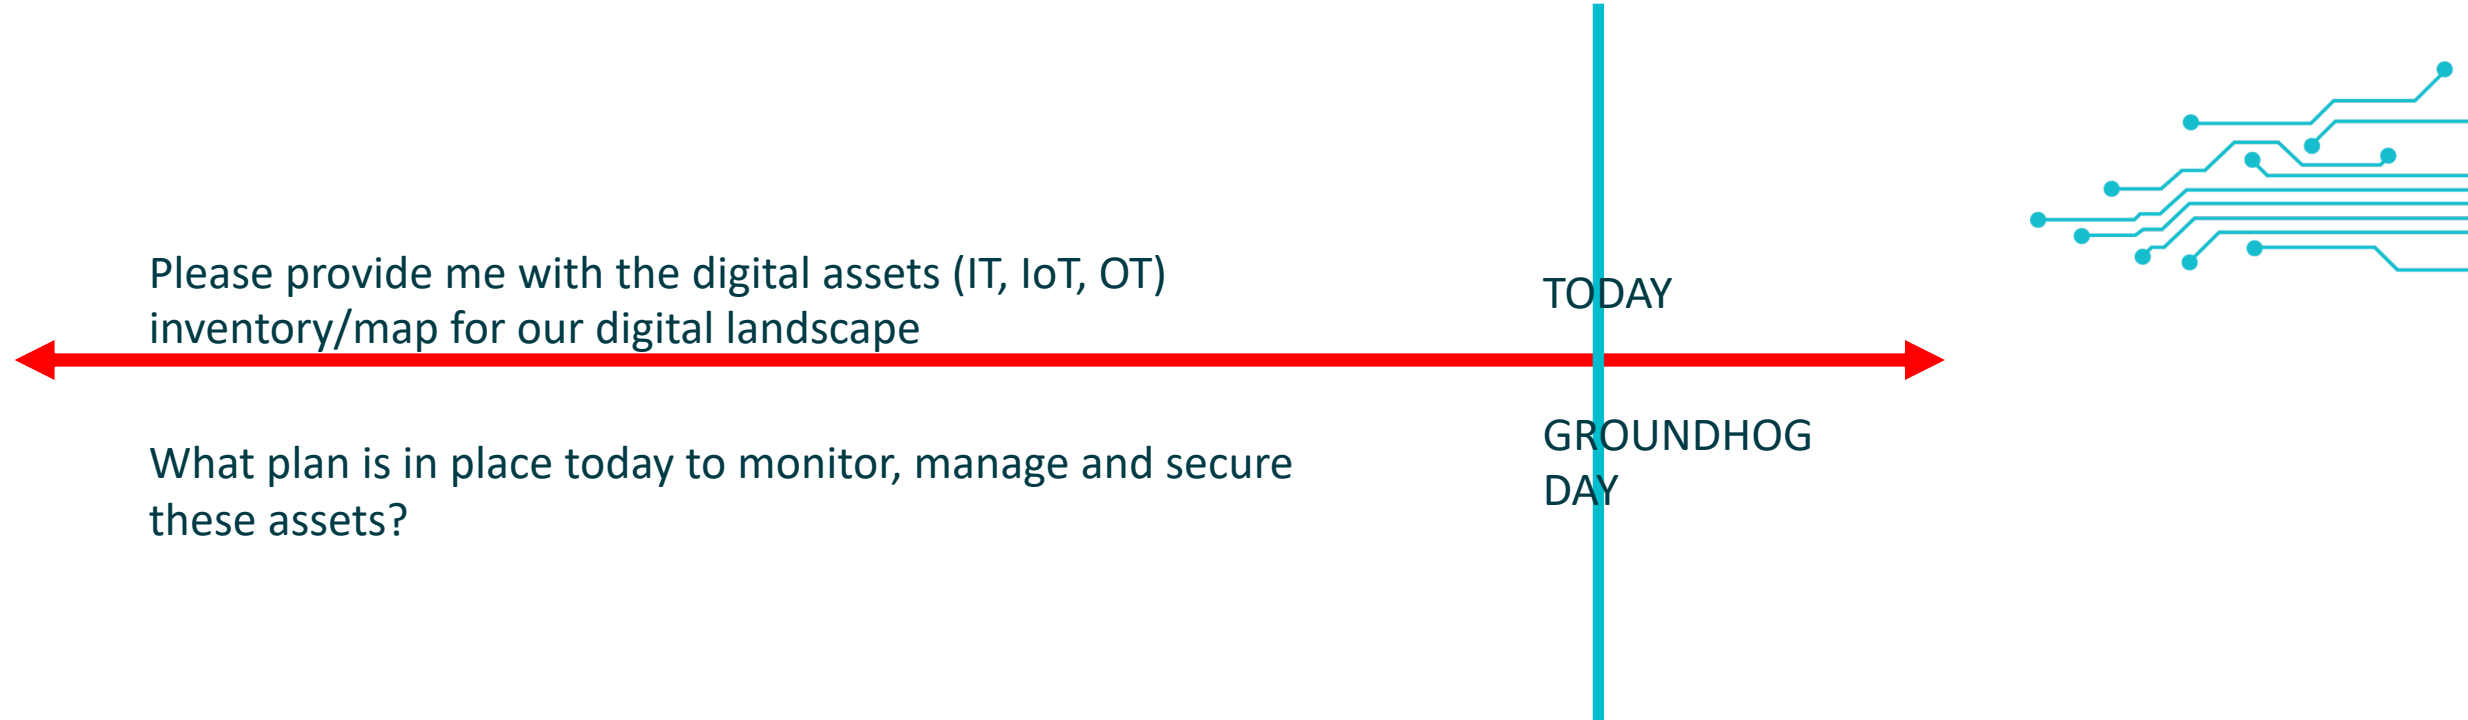 Please provide me with the digital assets (IT, IoT, OT)
inventory/map for our digital landscape
TODAY
What plan is in place today to monitor, manage and secure
these assets?
GROUNDHOG
DAY